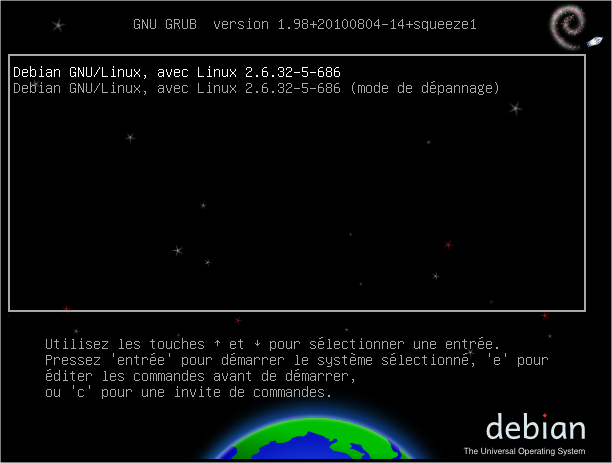 GNU GRUB  version 1.98+20100804-14+squeeze1
Debian GNU/Linux, avec Linux 2.6.32-5-686
Debian GNU/Linux, avec Linux 2.6.32-5-686 (mode de dépannage)
Utilisez les touches ↑ et ↓ pour sélectionner une entrée.
Pressez 'entrée' pour démarrer le système sélectionné, 'e' pour
éditer les commandes avant de démarrer,
ou 'c' pour une invite de commandes.
debian
The Universal Operating System